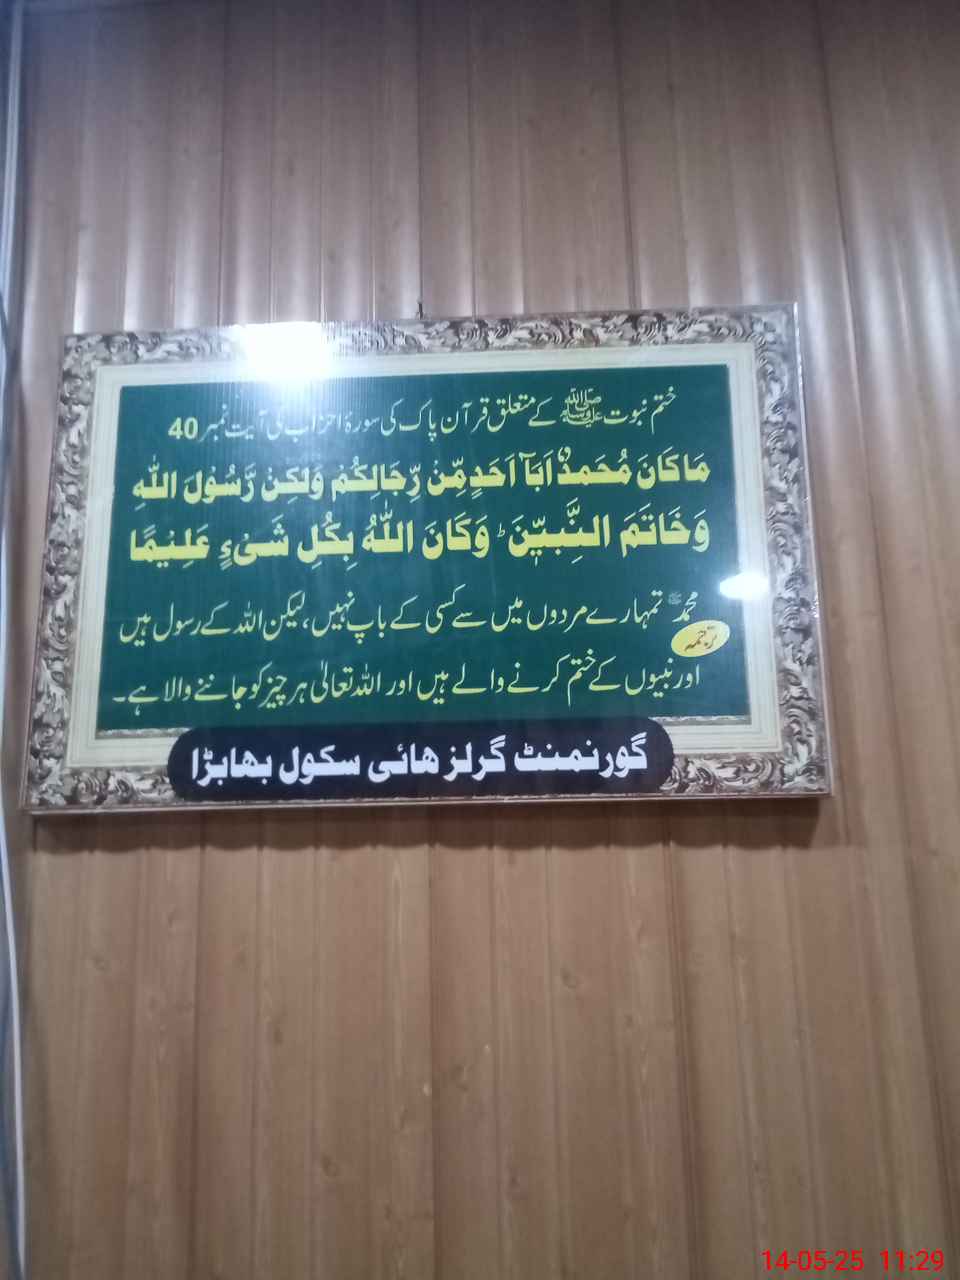 ختم نبوت ﷺ کے متعلق قرآن پاک کی سورۂ احزاب کی آیت نمبر 40
مَا كَانَ مُحَمَّدٌ اَبَآ اَحَدٍ مِّنْ رِّجَالِكُمْ وَلٰكِنْ رَّسُوْلَ اللّٰهِ
وَخَاتَمَ النَّبِيّٖنَ ؕ وَكَانَ اللّٰهُ بِكُلِّ شَیْءٍ عَلِيْمًا
محمد ﷺ تمہارے مردوں میں سے کسی کے باپ نہیں، لیکن اللہ کے رسول ہیں
ترجمہ
اور نبیوں کے ختم کرنے والے ہیں اور اللہ تعالیٰ ہر چیز کو جاننے والا ہے۔
گورنمنٹ گرلز ھائی سکول بھابڑا
14-05-25 11:29